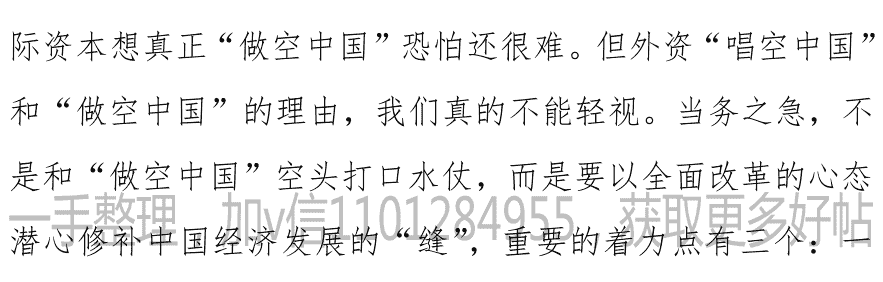 际资本想真正“做空中国”恐怕还很难。但外资“唱空中国”
和“做空中国”的理由，我们真的不能轻视。当务之急，不
是和“做空中国”空头打口水仗，而是要以全面改革的心态
一手整理，加v信1101284955，获取更多好帖
潜心修补中国经济发展的“缝”，重要的着力点有三个：一